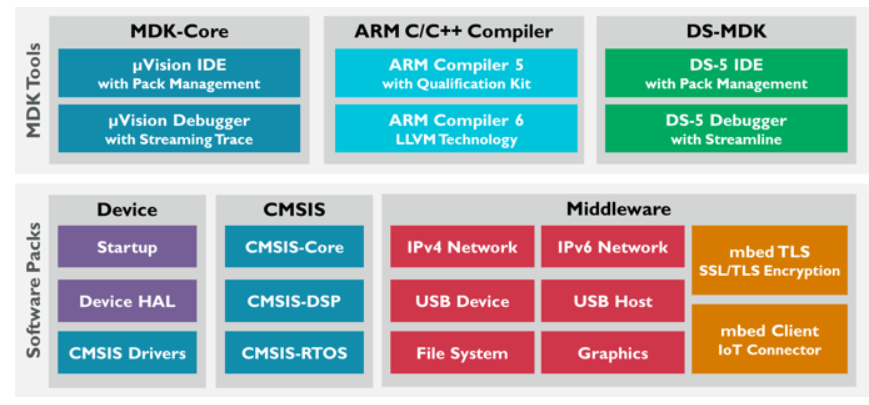 MDK Tools
MDK-Core
µVision IDE
with Pack Management
µVision Debugger
with Streaming Trace
ARM C/C++ Compiler
ARM Compiler 5
with Qualification Kit
ARM Compiler 6
LLVM Technology
DS-MDK
DS-5 IDE
with Pack Management
DS-5 Debugger
with Streamline
Software Packs
Device
Startup
Device HAL
CMSIS Drivers
CMSIS
CMSIS-Core
CMSIS-DSP
CMSIS-RTOS
Middleware
IPv4 Network
IPv6 Network
USB Device
USB Host
File System
Graphics
mbed TLS
SSL/TLS Encryption
mbed Client
IoT Connector